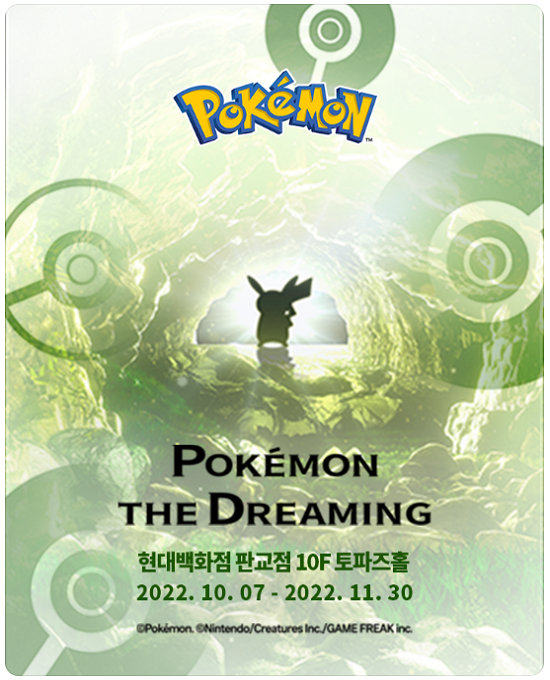 POKéMON
TM
POKÉMON
THE DREAMING
현대백화점 판교점 10F 토파즈홀
2022. 10. 07 - 2022. 11. 30
©Pokémon. ©Nintendo/Creatures Inc./GAME FREAK inc.